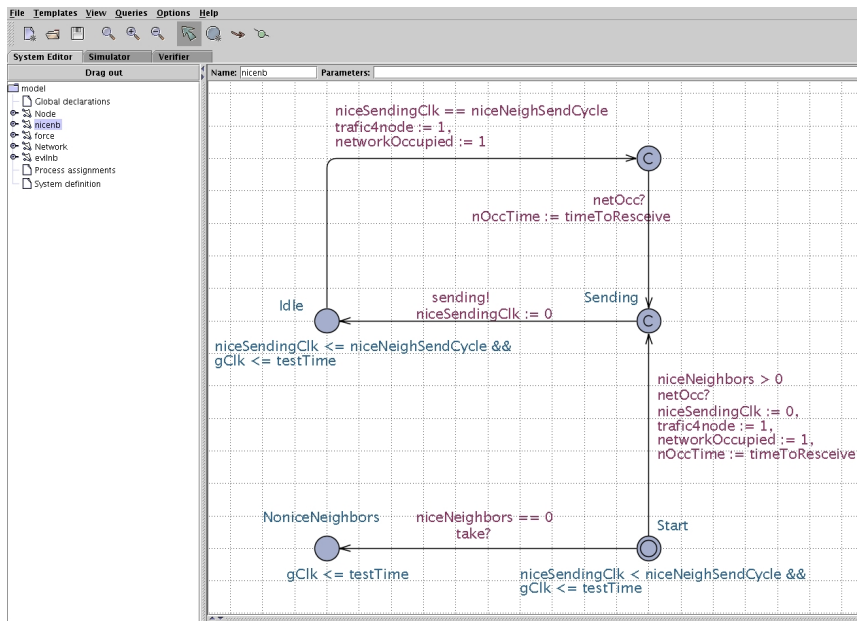 File Templates View Queries Options Help
System Editor Simulator Verifier
Drag out
Name: nicenb Parameters:
model
Global declarations
Node
nicenb
force
Network
evilnb
Process assignments
System definition
niceSendingClk == niceNeighSendCycle
trafic4node := 1,
networkOccupied := 1
C
netOcc?
nOccTime := timeToResceive
Idle
sending!
niceSendingClk := 0
Sending
C
niceSendingClk <= niceNeighSendCycle &&
gClk <= testTime
niceNeighbors > 0
netOcc?
niceSendingClk := 0,
trafic4node := 1,
networkOccupied := 1,
nOccTime := timeToResceive
NoniceNeighbors
niceNeighbors == 0
take?
Start
gClk <= testTime
niceSendingClk < niceNeighSendCycle &&
gClk <= testTime